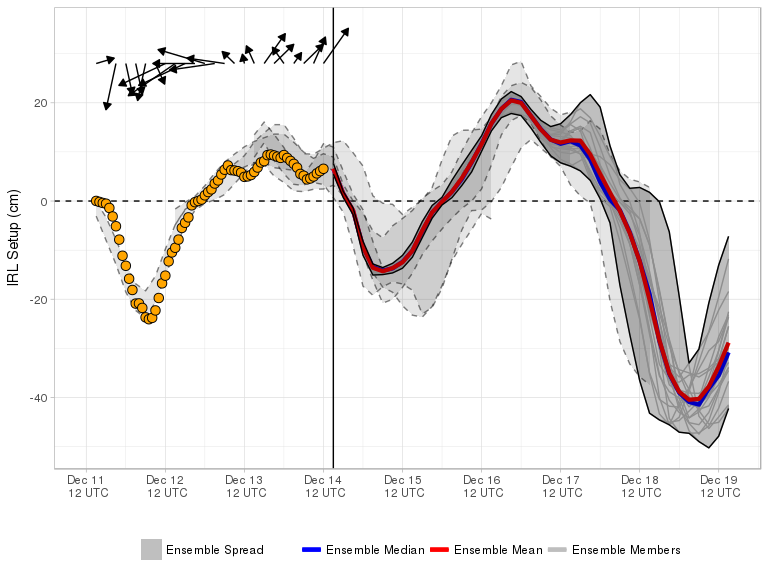 IRL Setup (cm)
20
0
-20
-40
Dec 11 Dec 12 Dec 13 Dec 14 Dec 15 Dec 16 Dec 17 Dec 18 Dec 19
12 UTC 12 UTC 12 UTC 12 UTC 12 UTC 12 UTC 12 UTC 12 UTC 12 UTC
Ensemble Spread Ensemble Median Ensemble Mean Ensemble Members